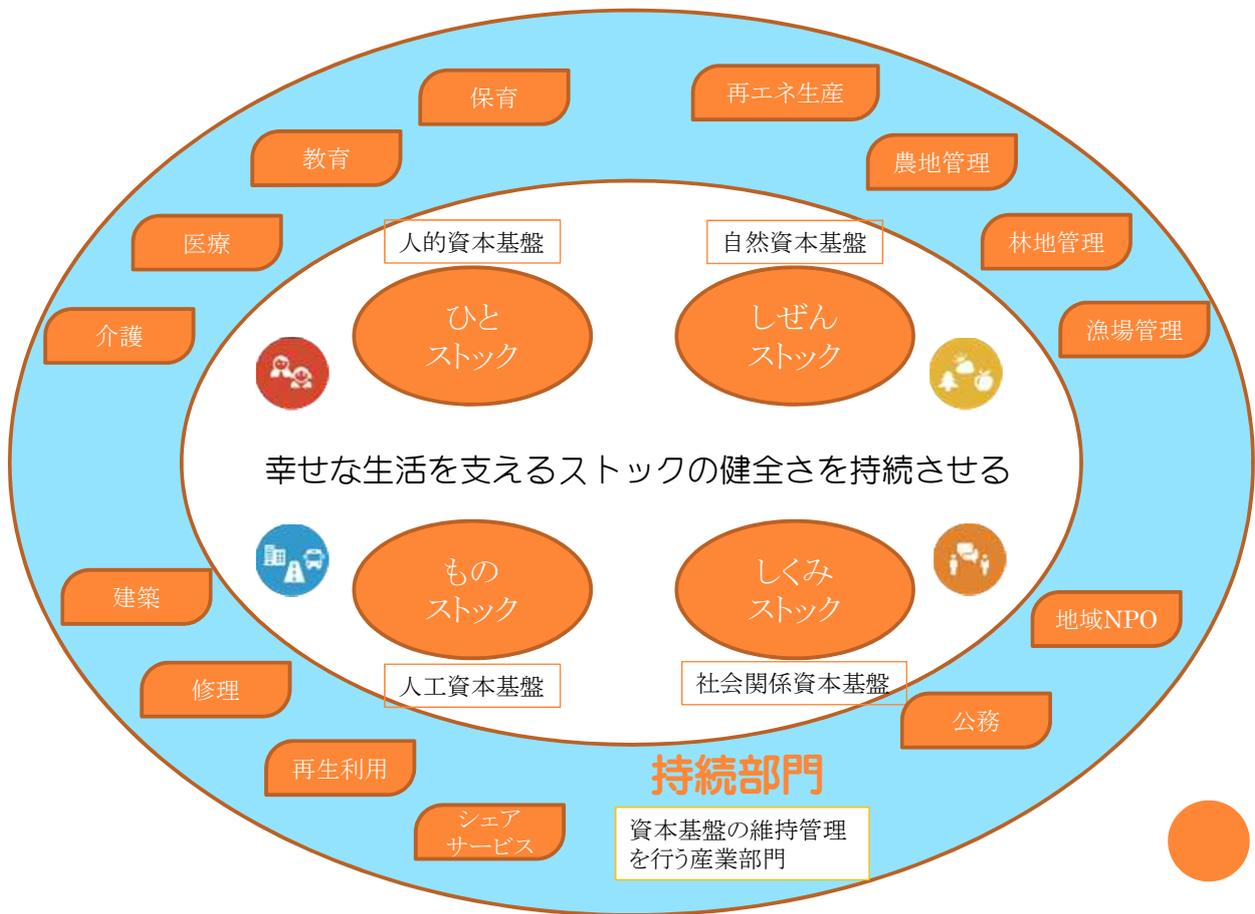 保育
再エネ生産
教育
農地管理
医療
人的資本基盤
自然資本基盤
林地管理
介護
ひと
ストック
しぜん
ストック
漁場管理
幸せな生活を支えるストックの健全さを持続させる
建築
もの
ストック
しくみ
ストック
地域NPO
修理
人工資本基盤
社会関係資本基盤
公務
再生利用
持続部門
シェア
サービス
資本基盤の維持管理
を行う産業部門